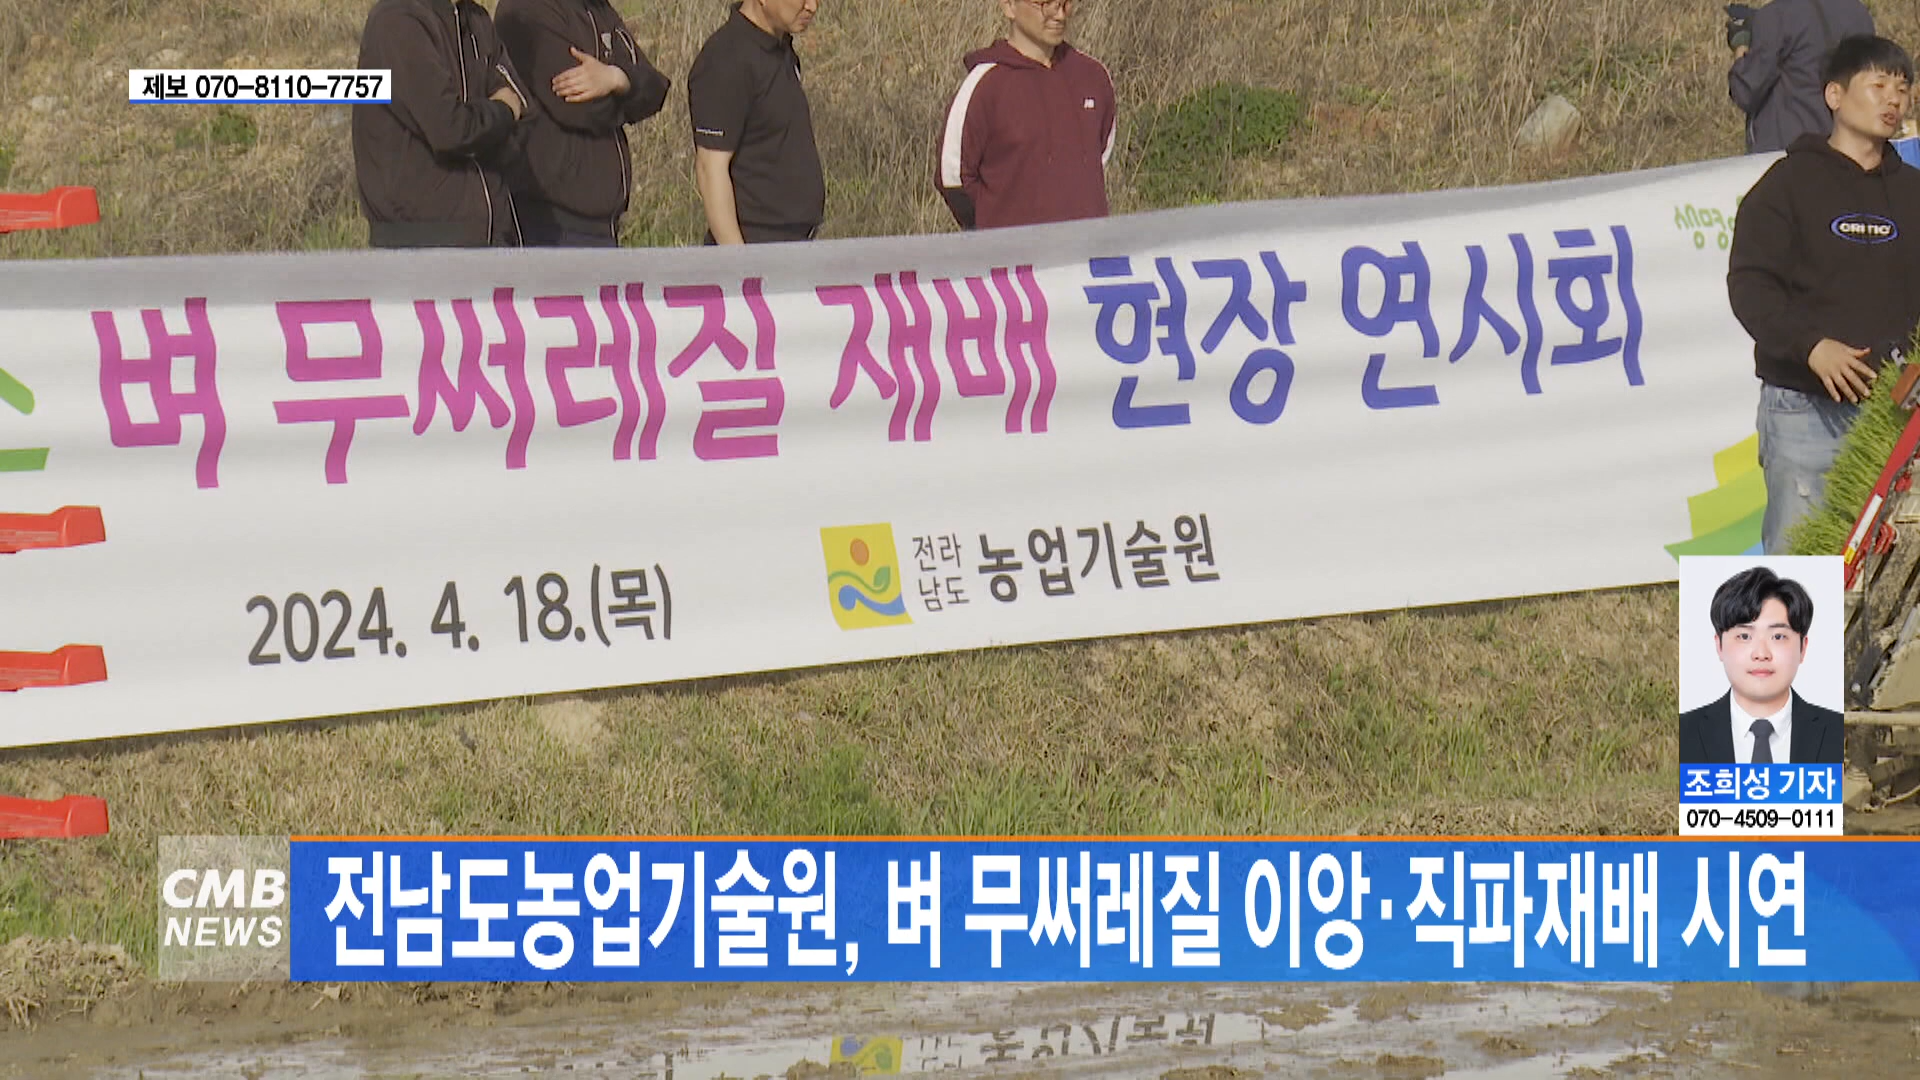 제보 070-8110-7757
생명
CRITIC
벼 무써레질 재배 현장 연시회
2024. 4. 18.(목)
전라
남도 농업기술원
조희성 기자
070-4509-0111
CMB
NEWS
전남도농업기술원, 벼 무써레질 이앙·직파재배 시연